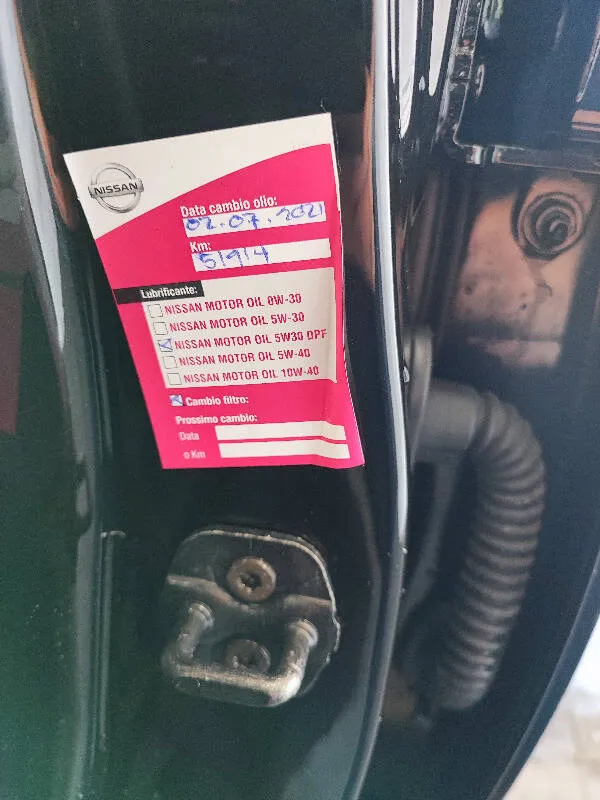 NISSAN
Data cambio olio:
02.07.2021
Km:
51914
Lubrificante:
NISSAN MOTOR OIL 0W-30
NISSAN MOTOR OIL 5W-30
NISSAN MOTOR OIL 5W30 DPF
NISSAN MOTOR OIL 5W-40
NISSAN MOTOR OIL 10W-40
Cambio filtro:
Prossimo cambio:
Data
o Km